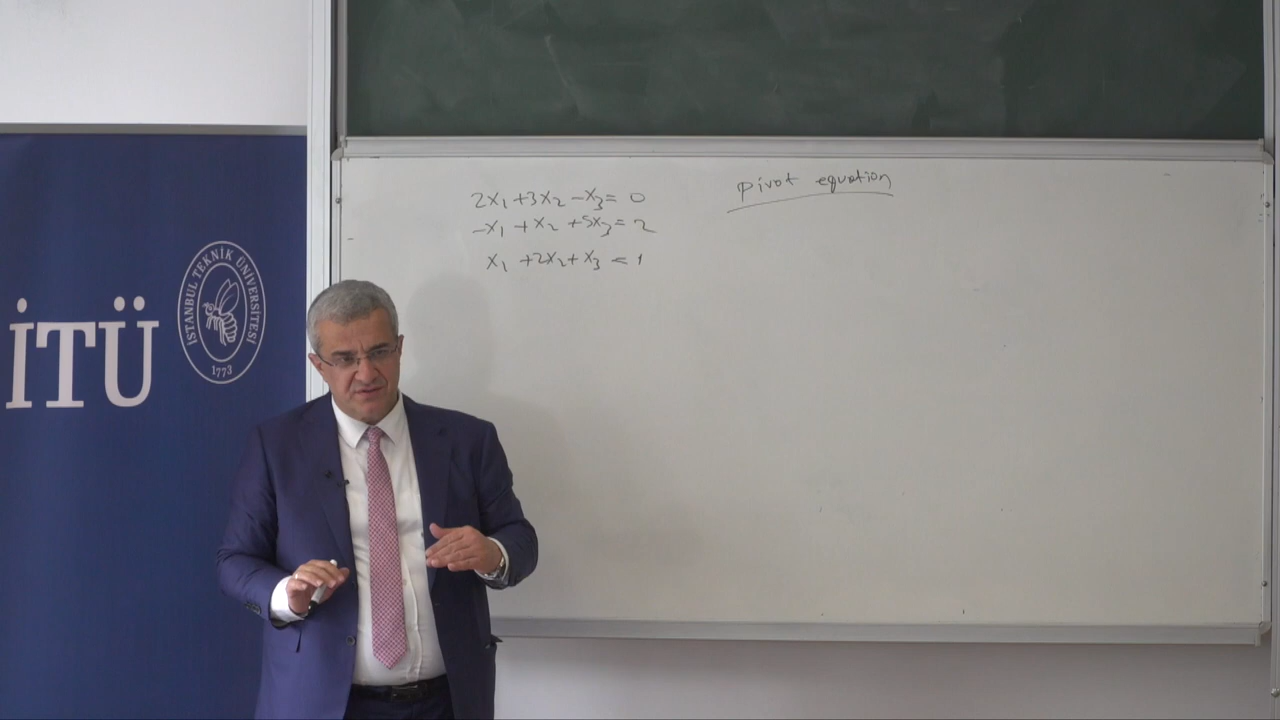 İTÜ
İSTANBUL TEKNİK ÜNİVERSİTESİ
1773
2x₁ + 3x₂ - x₃ = 0
-x₁ + x₂ + 5x₃ = 2
x₁ + 2x₂ + x₃ = 1
pivot equation